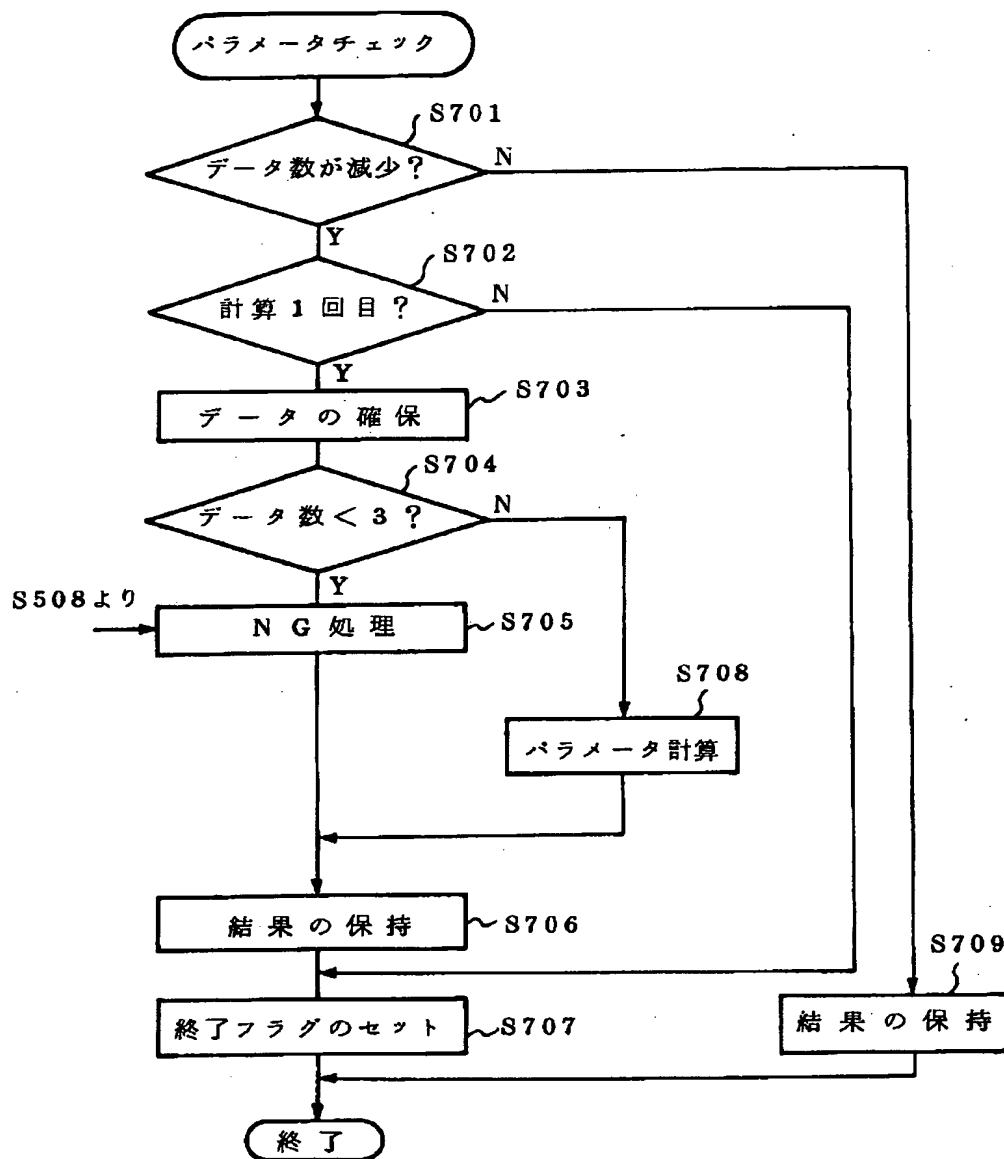 パラメータチェック
S701
データ数が減少?
N
Y
S702
計算1回目?
N
Y
S703
データの確保
S704
データ数<3?
N
Y
S508より
NG処理
S705
S708
パラメータ計算
結果の保持
S706
S709
結果の保持
終了フラグのセット
S707
終了